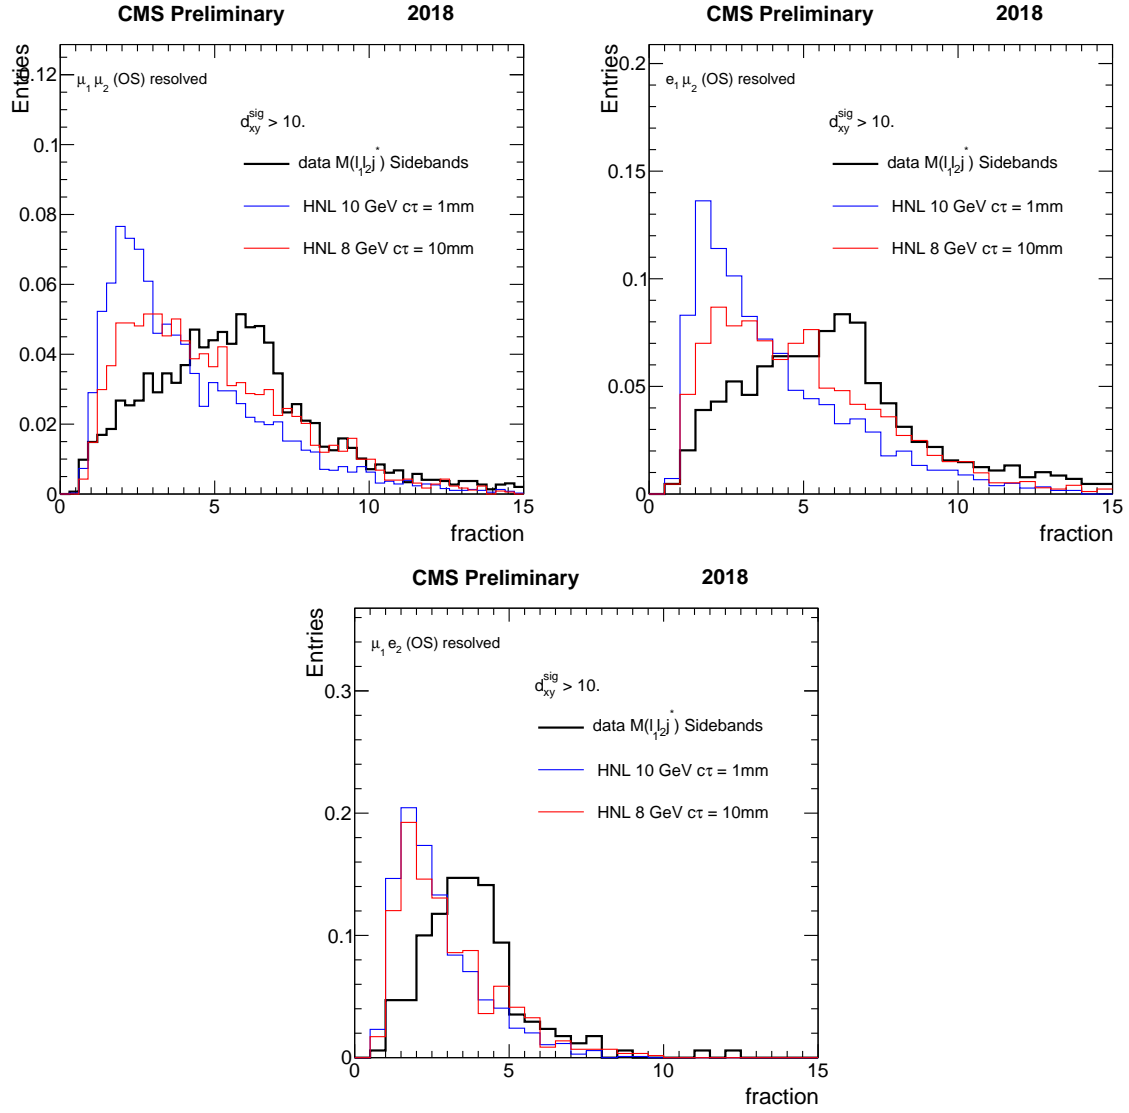 CMS Preliminary 2018
Entries
μ1 μ2 (OS) resolved
dxy^sig > 10.
data M(l1l2j*) Sidebands
HNL 10 GeV cτ = 1mm
HNL 8 GeV cτ = 10mm
0.12
0.1
0.08
0.06
0.04
0.02
0
0 5 10 15
fraction
CMS Preliminary 2018
Entries
e1 μ2 (OS) resolved
dxy^sig > 10.
data M(l1l2j*) Sidebands
HNL 10 GeV cτ = 1mm
HNL 8 GeV cτ = 10mm
0.2
0.15
0.1
0.05
0
0 5 10 15
fraction
CMS Preliminary 2018
Entries
μ1 e2 (OS) resolved
dxy^sig > 10.
data M(l1l2j*) Sidebands
HNL 10 GeV cτ = 1mm
HNL 8 GeV cτ = 10mm
0.3
0.2
0.1
0
0 5 10 15
fraction